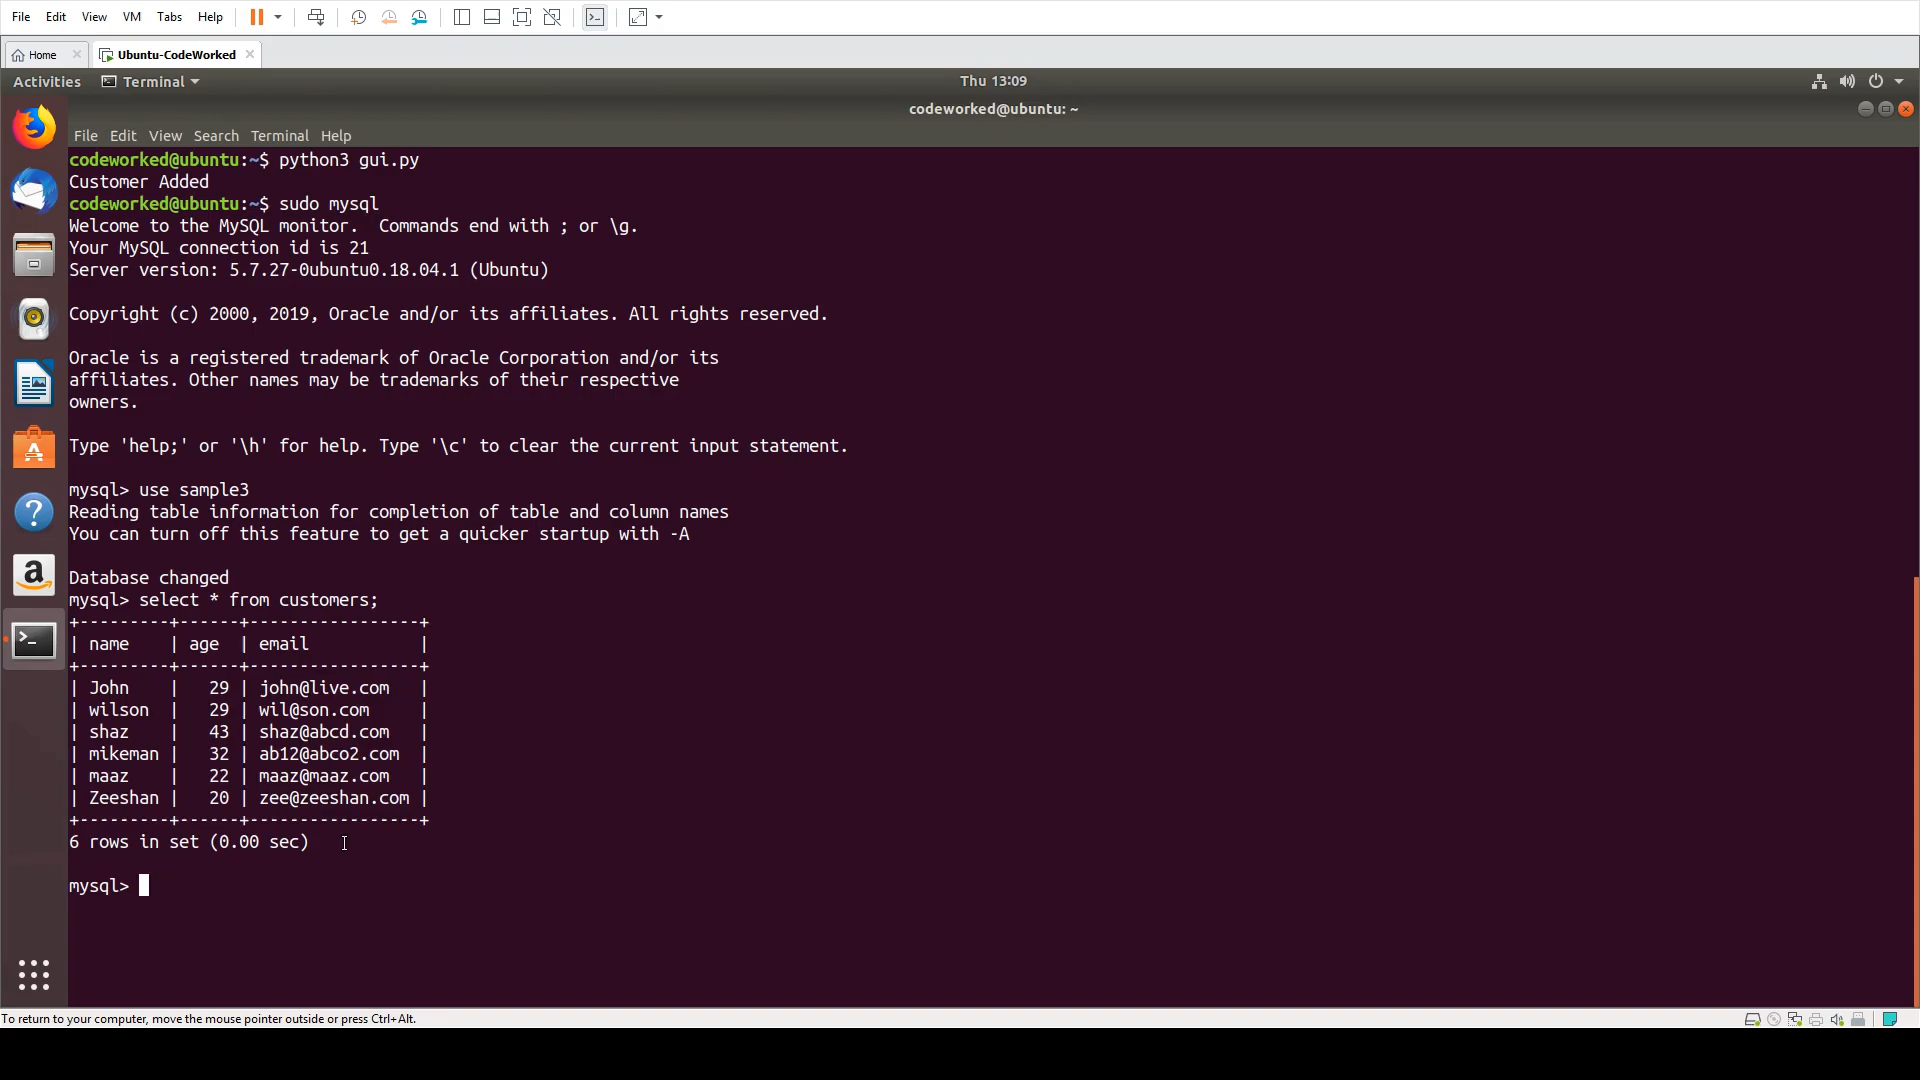 File Edit View VM Tabs Help
Home Ubuntu-CodeWorked
Activities Terminal Thu 13:09
codeworked@ubuntu: ~
File Edit View Search Terminal Help
codeworked@ubuntu:~$ python3 gui.py
Customer Added
codeworked@ubuntu:~$ sudo mysql
Welcome to the MySQL monitor.  Commands end with ; or \g.
Your MySQL connection id is 21
Server version: 5.7.27-0ubuntu0.18.04.1 (Ubuntu)
Copyright (c) 2000, 2019, Oracle and/or its affiliates. All rights reserved.
Oracle is a registered trademark of Oracle Corporation and/or its
affiliates. Other names may be trademarks of their respective
owners.
Type 'help;' or '\h' for help. Type '\c' to clear the current input statement.
mysql> use sample3
Reading table information for completion of table and column names
You can turn off this feature to get a quicker startup with -A
Database changed
mysql> select * from customers;
+---------+------+-----------------+
| name    | age  | email           |
+---------+------+-----------------+
| John    |   29 | john@live.com   |
| wilson  |   29 | wil@son.com     |
| shaz    |   43 | shaz@abcd.com   |
| mikeman |   32 | ab12@abco2.com  |
| maaz    |   22 | maaz@maaz.com   |
| Zeeshan |   20 | zee@zeeshan.com |
+---------+------+-----------------+
6 rows in set (0.00 sec)
mysql>
To return to your computer, move the mouse pointer outside or press Ctrl+Alt.